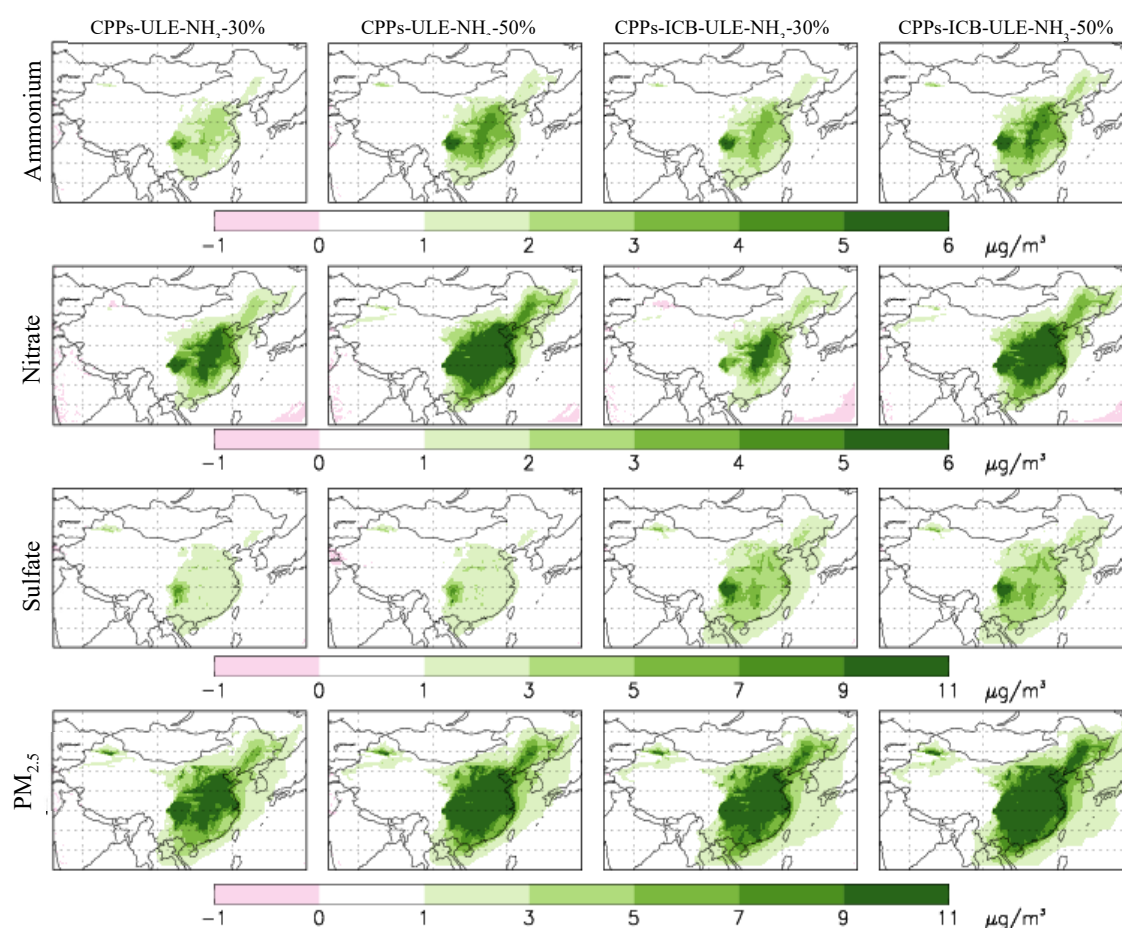 CPPs-ULE-NH3-30% CPPs-ULE-NH3-50% CPPs-ICB-ULE-NH3-30% CPPs-ICB-ULE-NH3-50%
Ammonium
−1 0 1 2 3 4 5 6 μg/m³
Nitrate
−1 0 1 2 3 4 5 6 μg/m³
Sulfate
−1 0 1 3 5 7 9 11 μg/m³
PM2.5
−1 0 1 3 5 7 9 11 μg/m³